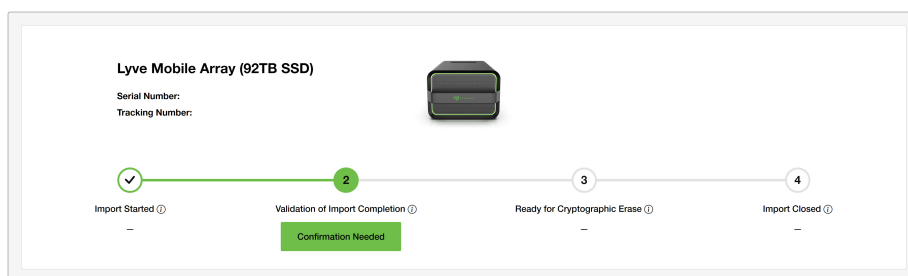 Lyve Mobile Array (92TB SSD)
Serial Number:
Tracking Number:
2
3
4
Import Started
Validation of Import Completion
Ready for Cryptographic Erase
Import Closed
–
Confirmation Needed
–
–